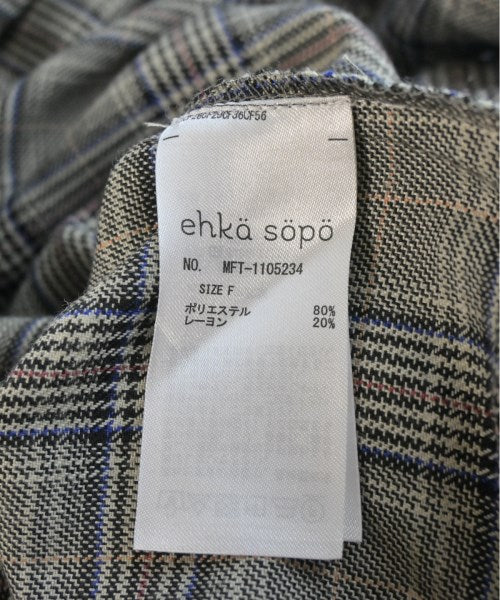 ehkä söpö
NO. MFT-1105234
SIZE F
ポリエステル 80%
レーヨン 20%